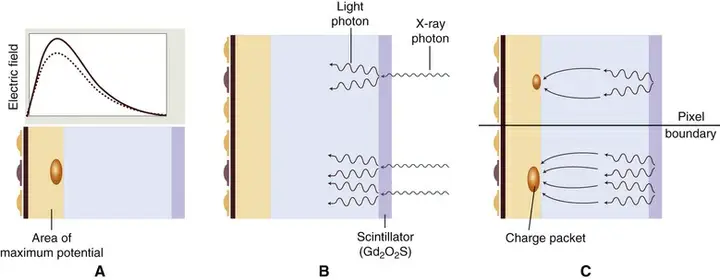 Electric field
Area of
maximum potential
A
Light
photon
X-ray
photon
Scintillator
(Gd₂O₂S)
B
Pixel
boundary
Charge packet
C